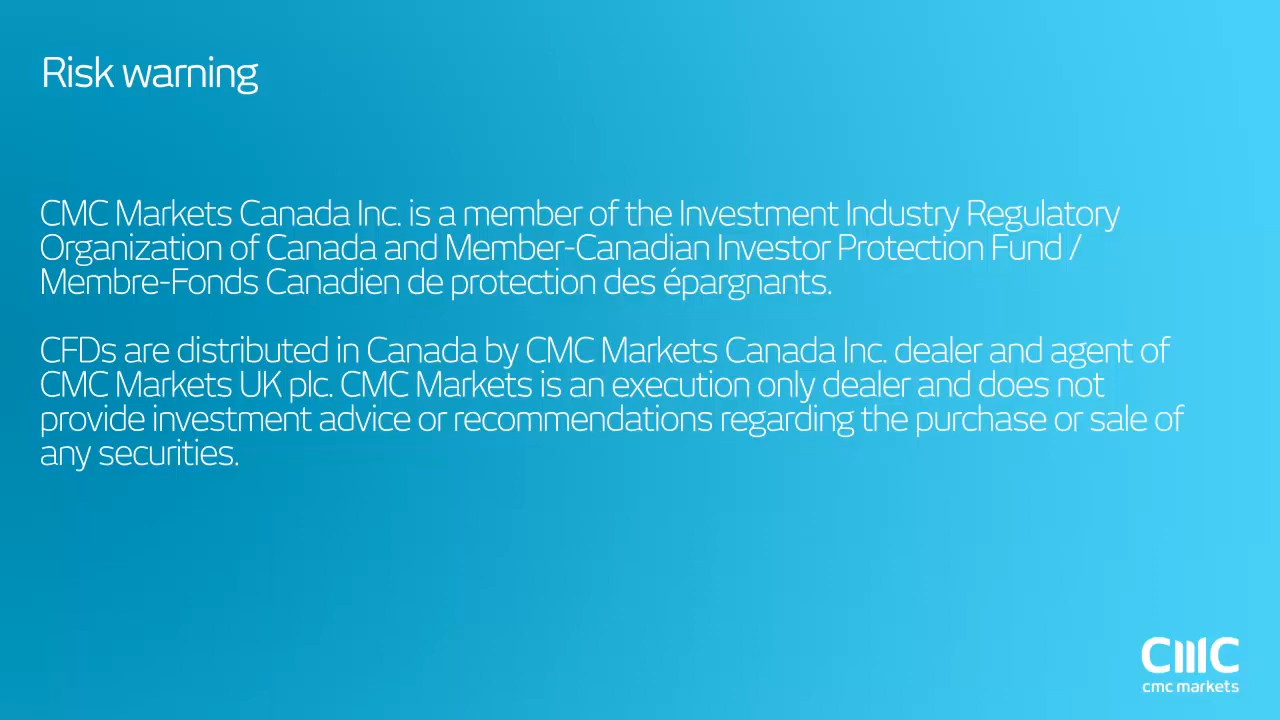 Risk warning
CMC Markets Canada Inc. is a member of the Investment Industry Regulatory
Organization of Canada and Member-Canadian Investor Protection Fund /
Membre-Fonds Canadien de protection des épargnants.
CFDs are distributed in Canada by CMC Markets Canada Inc. dealer and agent of
CMC Markets UK plc. CMC Markets is an execution only dealer and does not
provide investment advice or recommendations regarding the purchase or sale of
any securities.
CMC
cmc markets